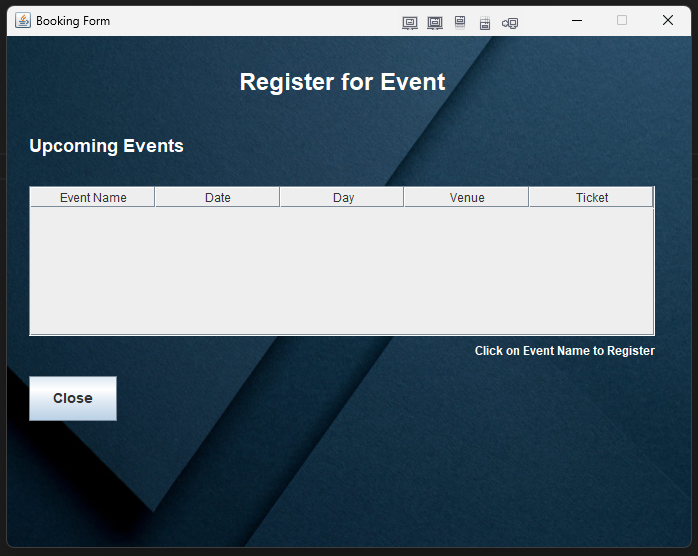 Booking Form
Register for Event
Upcoming Events
Event Name Date Day Venue Ticket
Click on Event Name to Register
Close